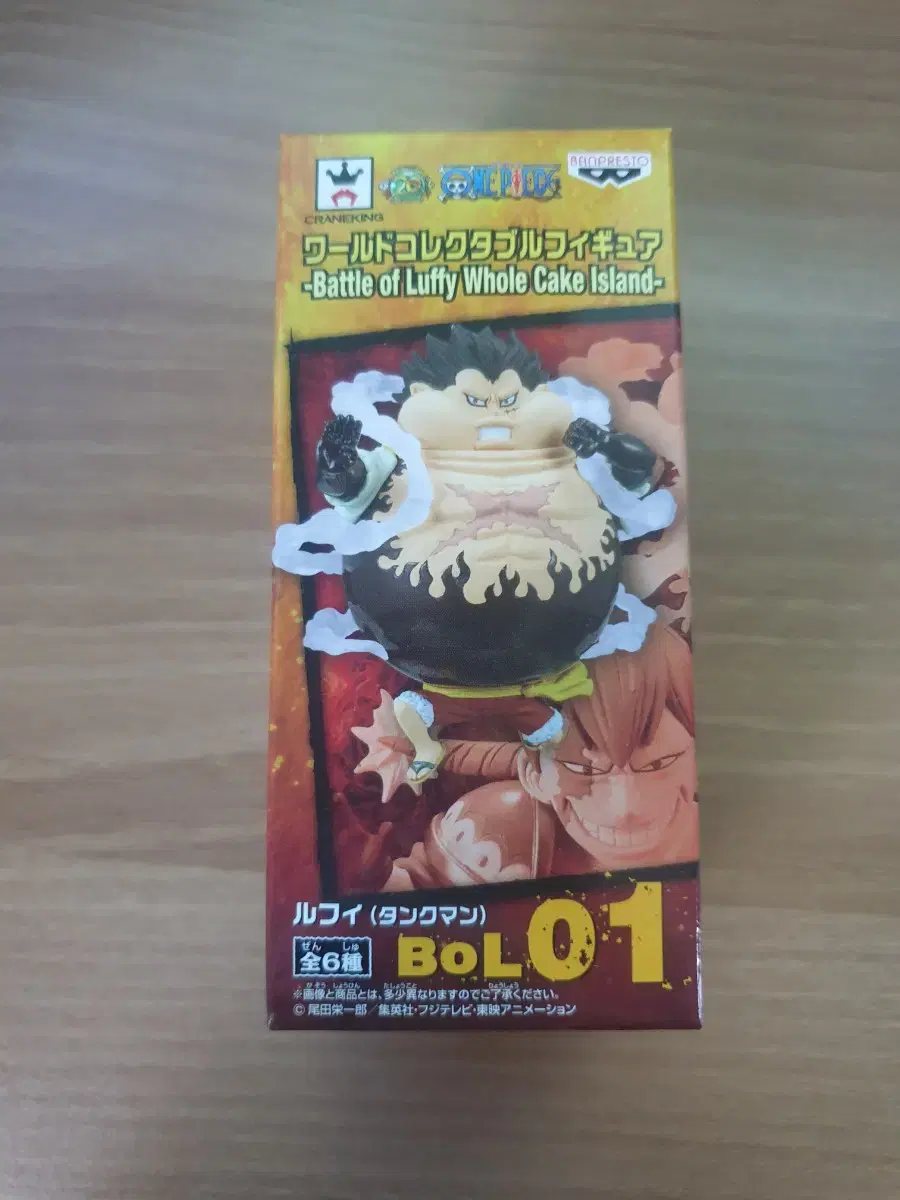 CRANEKING
ONE PIECE
BANPRESTO
ワールドコレクタブルフィギュア
-Battle of Luffy Whole Cake Island-
ルフィ(タンクマン)
ぜん しゅ
全6種
BoL01
※画像と商品とは、多少異なりますのでご了承ください。
© 尾田栄一郎/集英社・フジテレビ・東映アニメーション